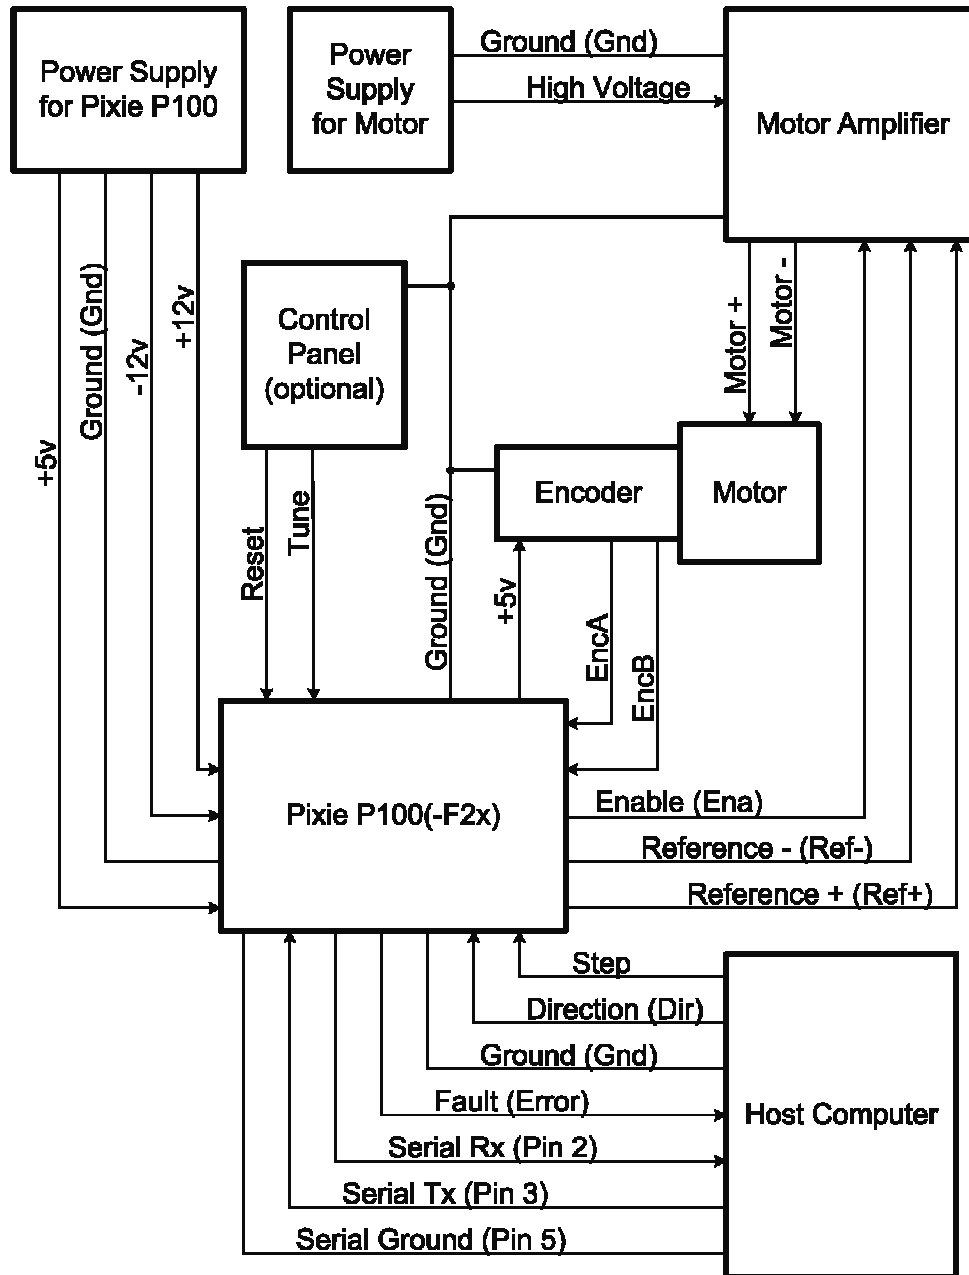 Power Supply
for Pixie P100
Power
Supply
for Motor
Ground (Gnd)
High Voltage
Motor Amplifier
+5v
Ground (Gnd)
-12v
+12v
Control
Panel
(optional)
Motor +
Motor -
Encoder
Motor
Reset
Tune
Ground (Gnd)
+5v
EncA
EncB
Pixie P100(-F2x)
Enable (Ena)
Reference - (Ref-)
Reference + (Ref+)
Step
Direction (Dir)
Ground (Gnd)
Fault (Error)
Serial Rx (Pin 2)
Serial Tx (Pin 3)
Serial Ground (Pin 5)
Host Computer